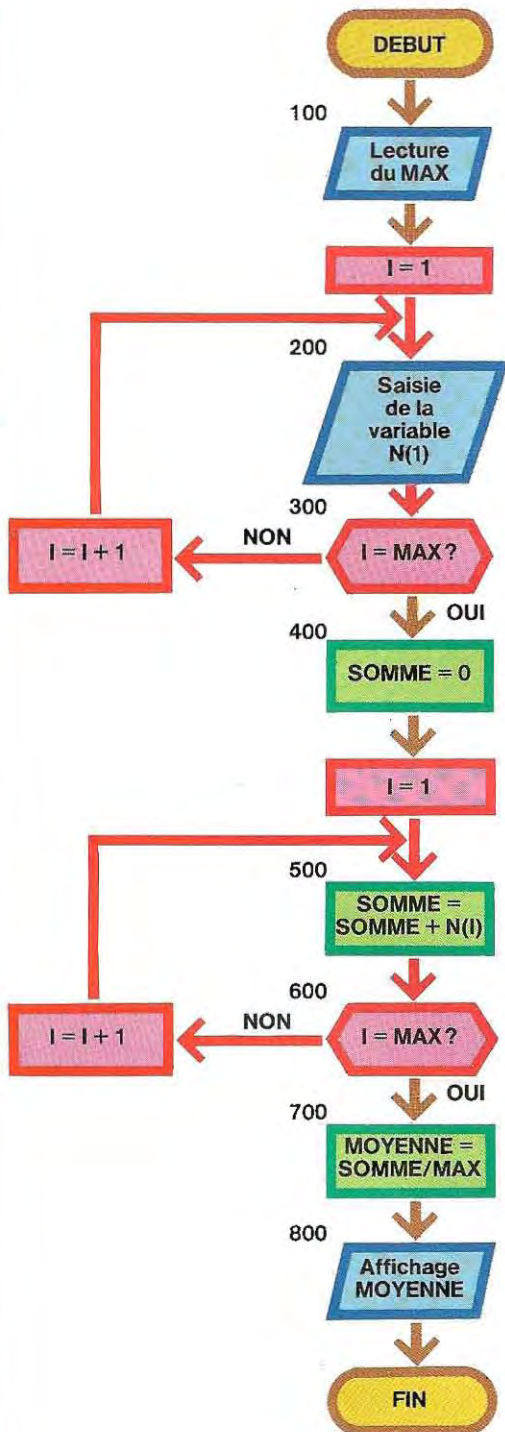 DEBUT
100
Lecture
du MAX
I = 1
200
Saisie
de la
variable
N(1)
300
I = I + 1
NON
I = MAX?
OUI
400
SOMME = 0
I = 1
500
SOMME =
SOMME + N(I)
600
I = I + 1
NON
I = MAX?
OUI
700
MOYENNE =
SOMME/MAX
800
Affichage
MOYENNE
FIN